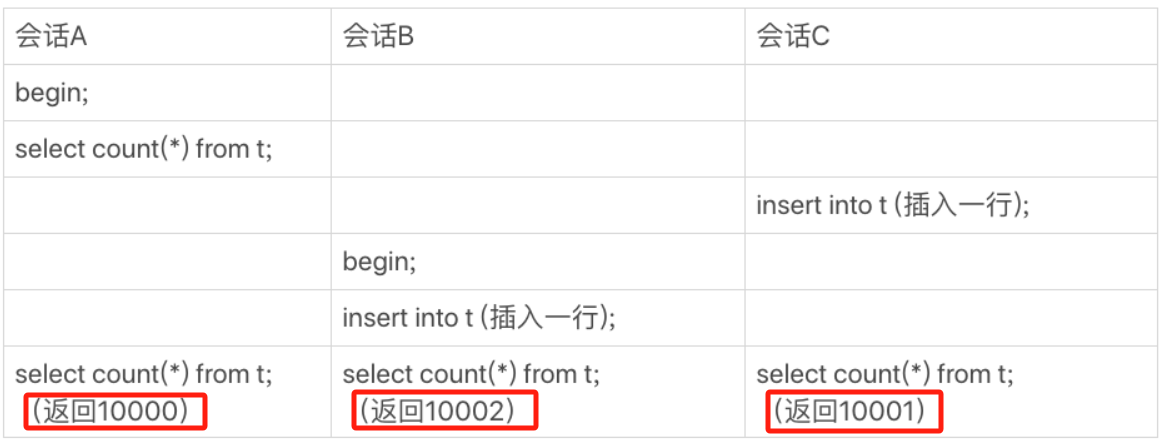 会话A 会话B 会话C
begin;
select count(*) from t;
insert into t (插入一行);
begin;
insert into t (插入一行);
select count(*) from t; select count(*) from t; select count(*) from t;
(返回10000) (返回10002) (返回10001)